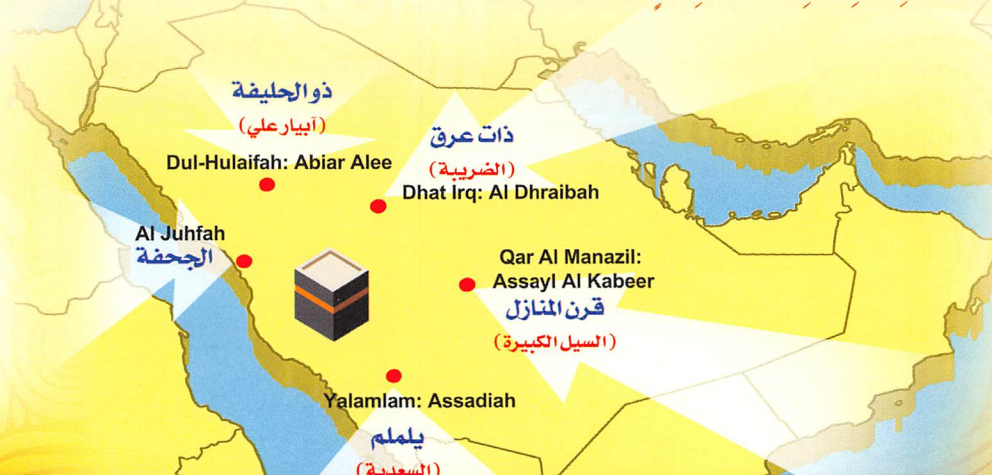 ذو الحليفة
(آبيار علي)
Dul-Hulaifah: Abiar Alee
ذات عرق
(الضريبة)
Dhat Irq: Al Dhraibah
Al Juhfah
الجحفة
Qar Al Manazil:
Assayl Al Kabeer
قرن المنازل
(السيل الكبيرة)
Yalamlam: Assadiah
يلملم
(السعدية)